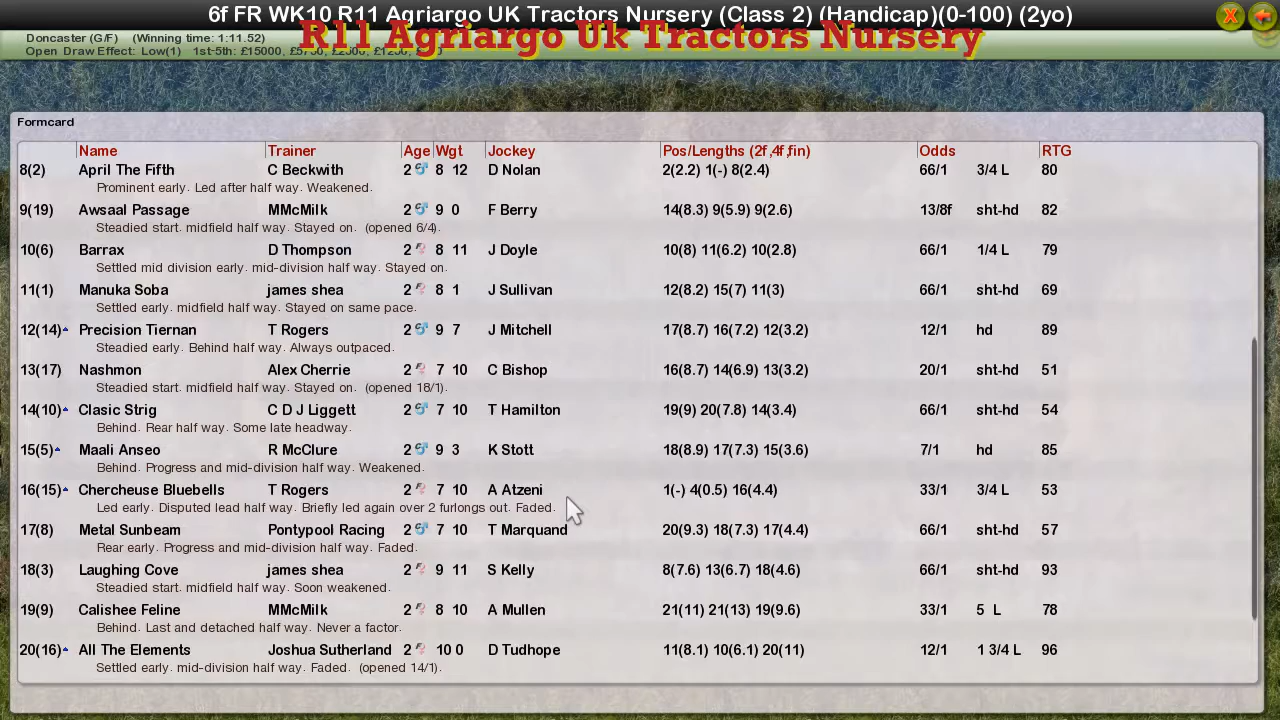 6f FR WK10 R11 Agriargo UK Tractors Nursery (Class 2) (Handicap)(0-100) (2yo)
R11 Agriargo Uk Tractors Nursery
Doncaster (G/F) (Winning time: 1:11.52)
Open Draw Effect: Low(1) 1st-5th: £15000,
Formcard
Name Trainer Age Wgt Jockey Pos/Lengths (2f,4f,fin) Odds RTG
8(2) April The Fifth C Beckwith 2 8 12 D Nolan 2(2.2) 1(-) 8(2.4) 66/1 3/4 L 80
Prominent early. Led after half way. Weakened.
9(19) Awsaal Passage MMcMilk 2 9 0 F Berry 14(8.3) 9(5.9) 9(2.6) 13/8f sht-hd 82
Steadied start. midfield half way. Stayed on. (opened 6/4).
10(6) Barrax D Thompson 2 8 11 J Doyle 10(8) 11(6.2) 10(2.8) 66/1 1/4 L 79
Settled mid division early. mid-division half way. Stayed on.
11(1) Manuka Soba james shea 2 8 1 J Sullivan 12(8.2) 15(7) 11(3) 66/1 sht-hd 69
Settled early. midfield half way. Stayed on same pace.
12(14) Precision Tiernan T Rogers 2 9 7 J Mitchell 17(8.7) 16(7.2) 12(3.2) 12/1 hd 89
Steadied early. Behind half way. Always outpaced.
13(17) Nashmon Alex Cherrie 2 7 10 C Bishop 16(8.7) 14(6.9) 13(3.2) 20/1 sht-hd 51
Steadied start. midfield half way. Stayed on. (opened 18/1).
14(10) Clasic Strig C D J Liggett 2 7 10 T Hamilton 19(9) 20(7.8) 14(3.4) 66/1 sht-hd 54
Behind. Rear half way. Some late headway.
15(5) Maali Anseo R McClure 2 9 3 K Stott 18(8.9) 17(7.3) 15(3.6) 7/1 hd 85
Behind. Progress and mid-division half way. Weakened.
16(15) Chercheuse Bluebells T Rogers 2 7 10 A Atzeni 1(-) 4(0.5) 16(4.4) 33/1 3/4 L 53
Led early. Disputed lead half way. Briefly led again over 2 furlongs out. Faded.
17(8) Metal Sunbeam Pontypool Racing 2 7 10 T Marquand 20(9.3) 18(7.3) 17(4.4) 66/1 sht-hd 57
Rear early. Progress and mid-division half way. Faded.
18(3) Laughing Cove james shea 2 9 11 S Kelly 8(7.6) 13(6.7) 18(4.6) 66/1 sht-hd 93
Steadied start. midfield half way. Soon weakened.
19(9) Calishee Feline MMcMilk 2 8 10 A Mullen 21(11) 21(13) 19(9.6) 33/1 5 L 78
Behind. Last and detached half way. Never a factor.
20(16) All The Elements Joshua Sutherland 2 10 0 D Tudhope 11(8.1) 10(6.1) 20(11) 12/1 1 3/4 L 96
Settled early. mid-division half way. Faded. (opened 14/1).